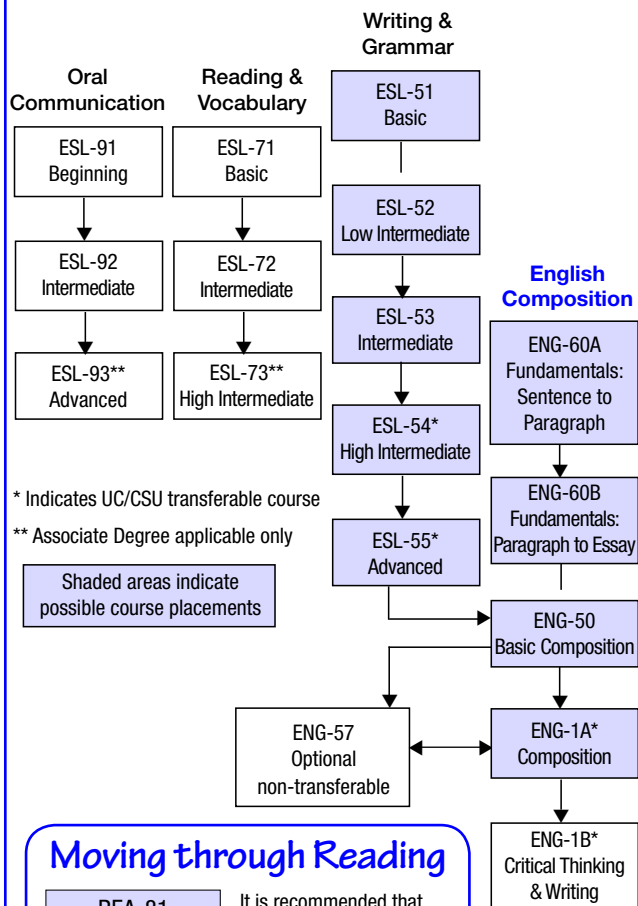 Oral
Communication
ESL-91
Beginning
ESL-92
Intermediate
ESL-93**
Advanced
Reading &
Vocabulary
ESL-71
Basic
ESL-72
Intermediate
ESL-73**
High Intermediate
Writing &
Grammar
ESL-51
Basic
ESL-52
Low Intermediate
ESL-53
Intermediate
ESL-54*
High Intermediate
ESL-55*
Advanced
English
Composition
ENG-60A
Fundamentals:
Sentence to
Paragraph
ENG-60B
Fundamentals:
Paragraph to Essay
ENG-50
Basic Composition
ENG-57
Optional
non-transferable
ENG-1A*
Composition
ENG-1B*
Critical Thinking
& Writing
* Indicates UC/CSU transferable course
** Associate Degree applicable only
Shaded areas indicate
possible course placements
Moving through Reading
REA-81
It is recommended that